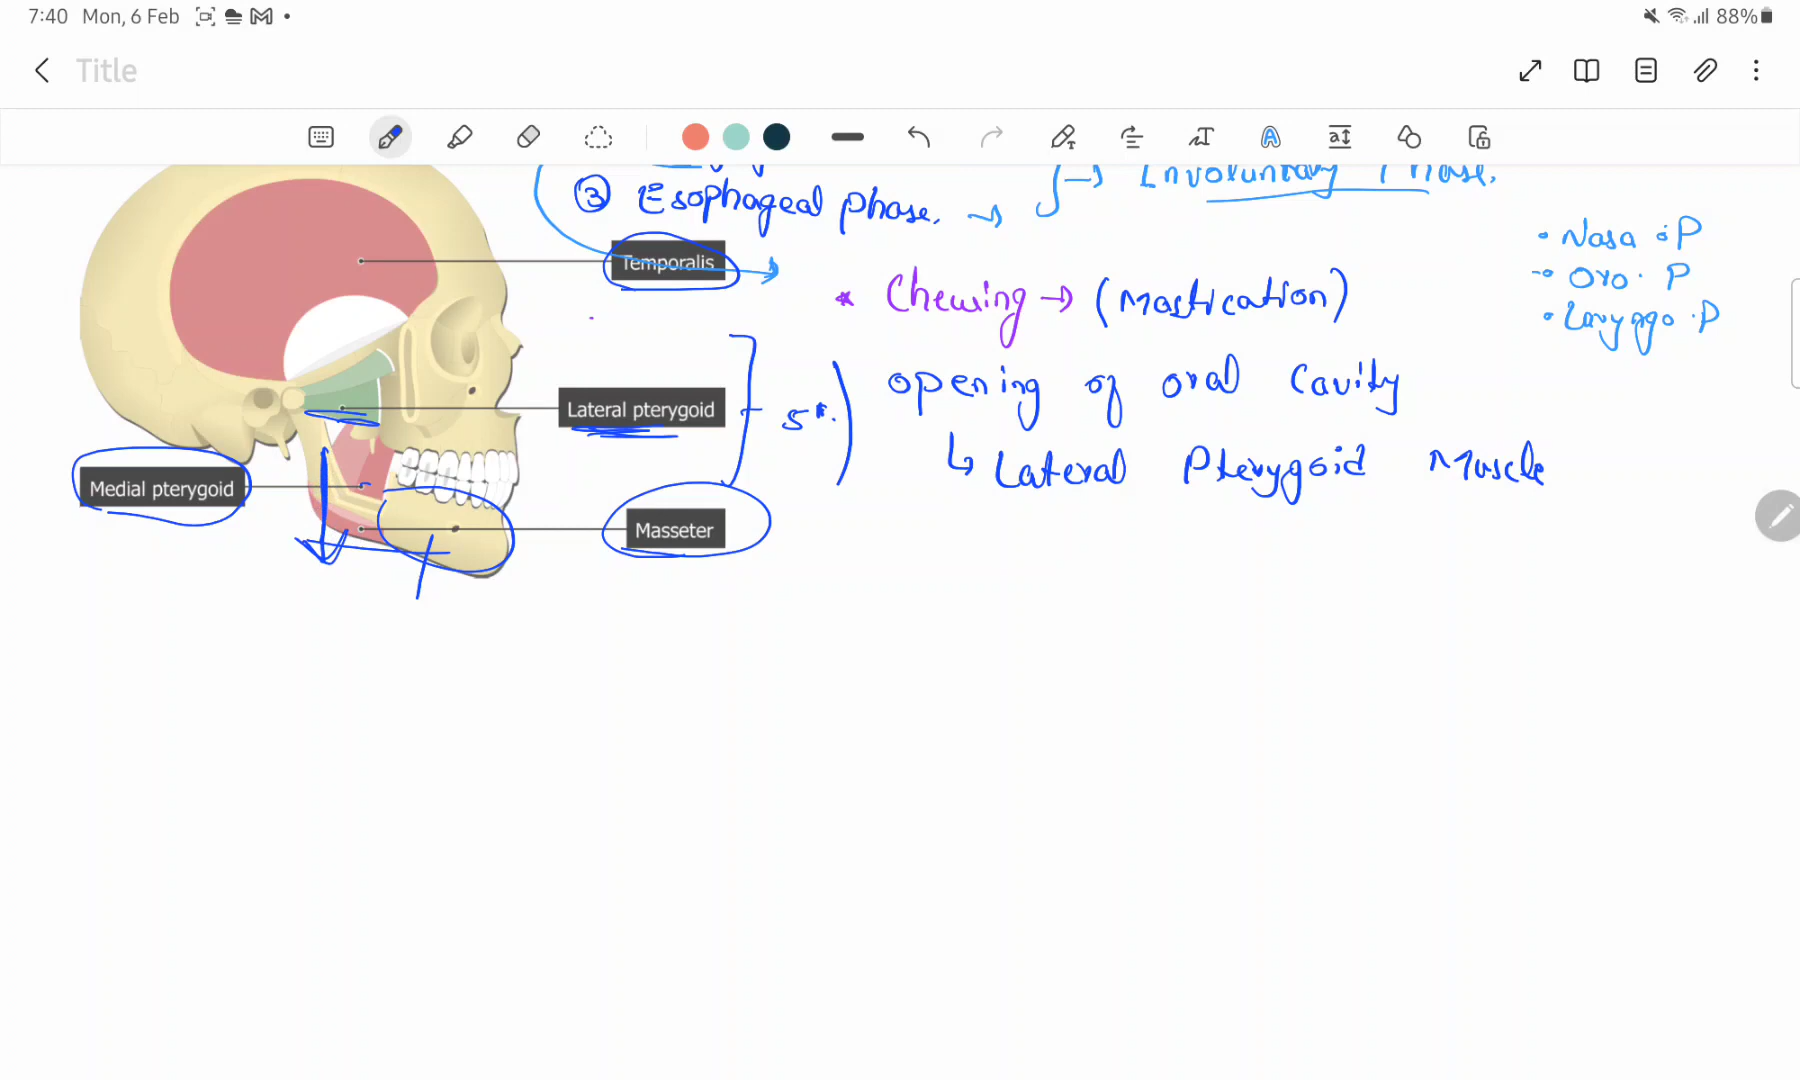 7:40 Mon, 6 Feb
88%
Title
Involuntary Phase.
③ Esophageal phase. →
• Nasa • P
• Oro • P
• Laryngo • P
Temporalis
* Chewing → (Mastication)
opening of oral Cavity
Lateral pterygoid
5
↳ Lateral Pterygoid Muscle
Medial pterygoid
Masseter